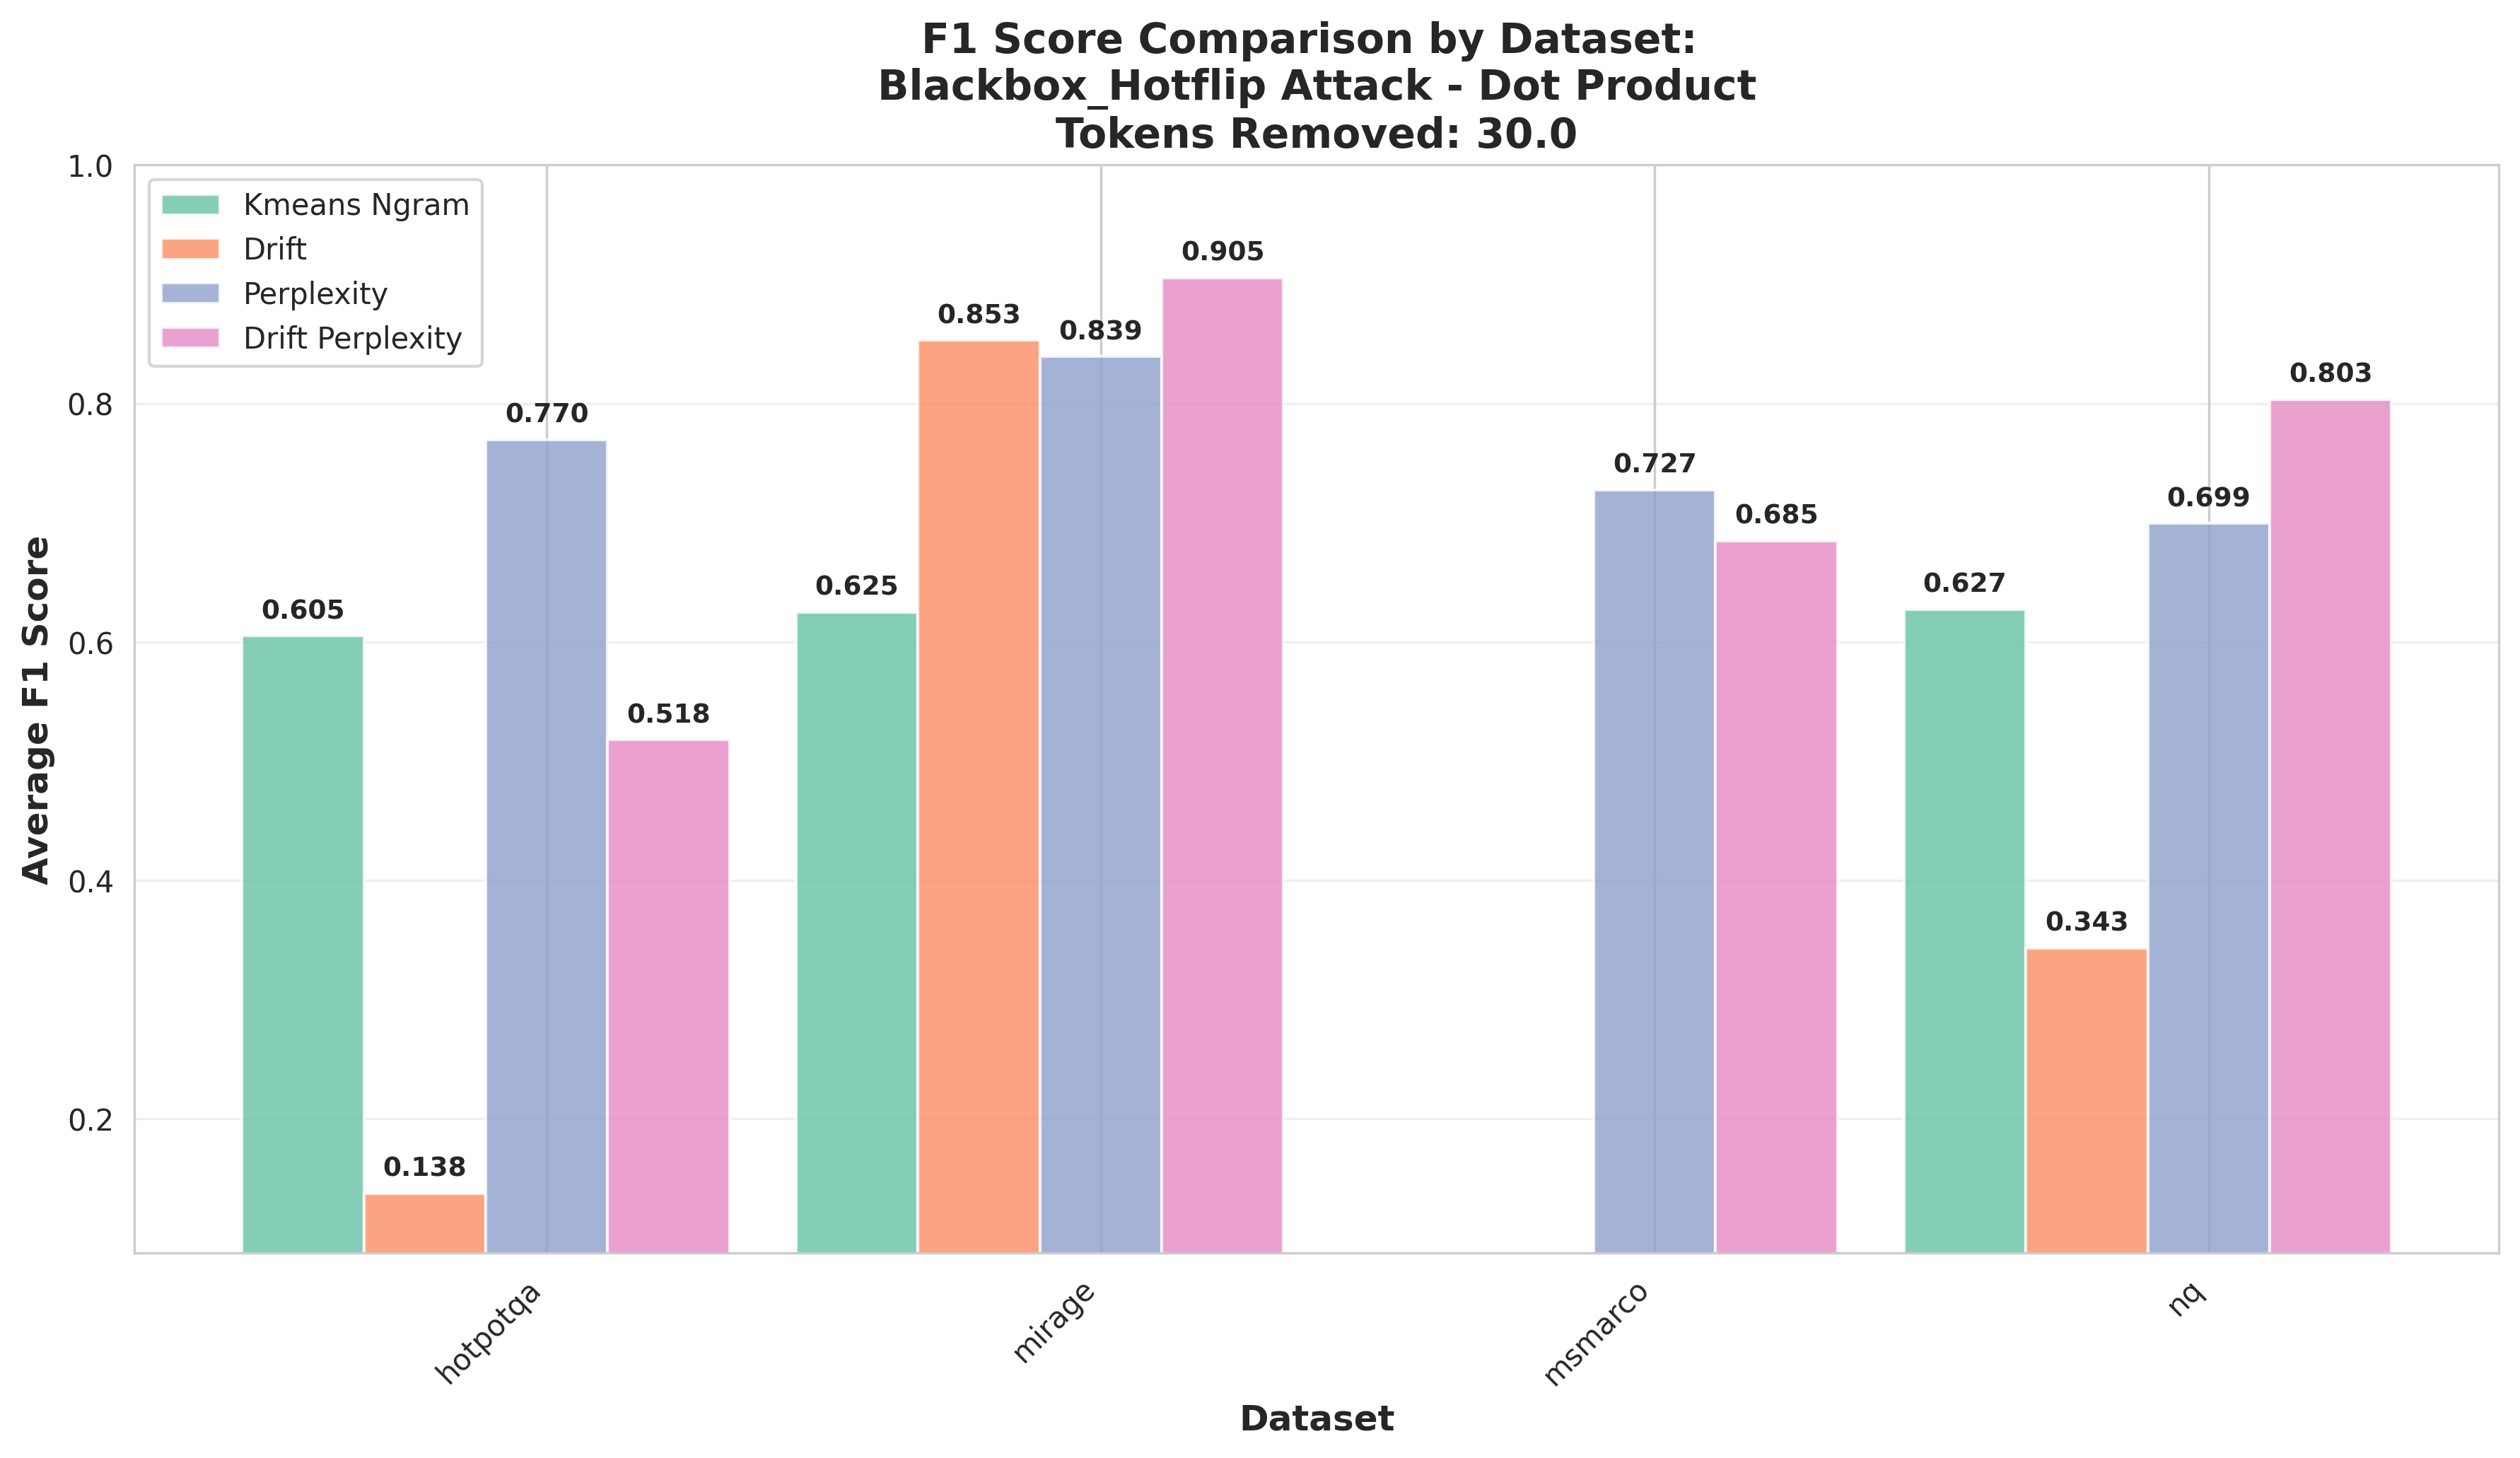 F1 Score Comparison by Dataset:
Blackbox_Hotflip Attack - Dot Product
Tokens Removed: 30.0
1.0
0.8
0.6
0.4
0.2
Average F1 Score
Kmeans Ngram
Drift
Perplexity
Drift Perplexity
0.605
0.138
0.770
0.518
0.625
0.853
0.839
0.905
0.727
0.685
0.627
0.343
0.699
0.803
hotpotqa
mirage
msmarco
nq
Dataset